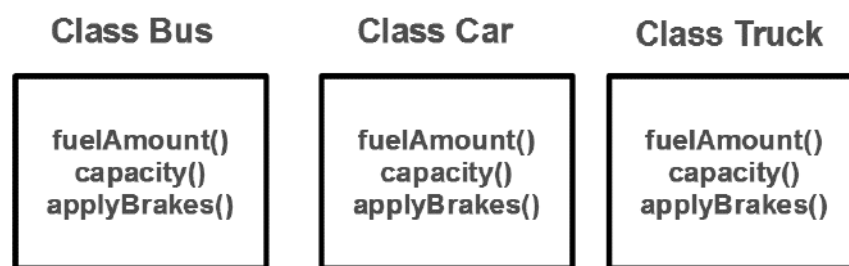 Class Bus
Class Car
Class Truck
fuelAmount()
capacity()
applyBrakes()
fuelAmount()
capacity()
applyBrakes()
fuelAmount()
capacity()
applyBrakes()